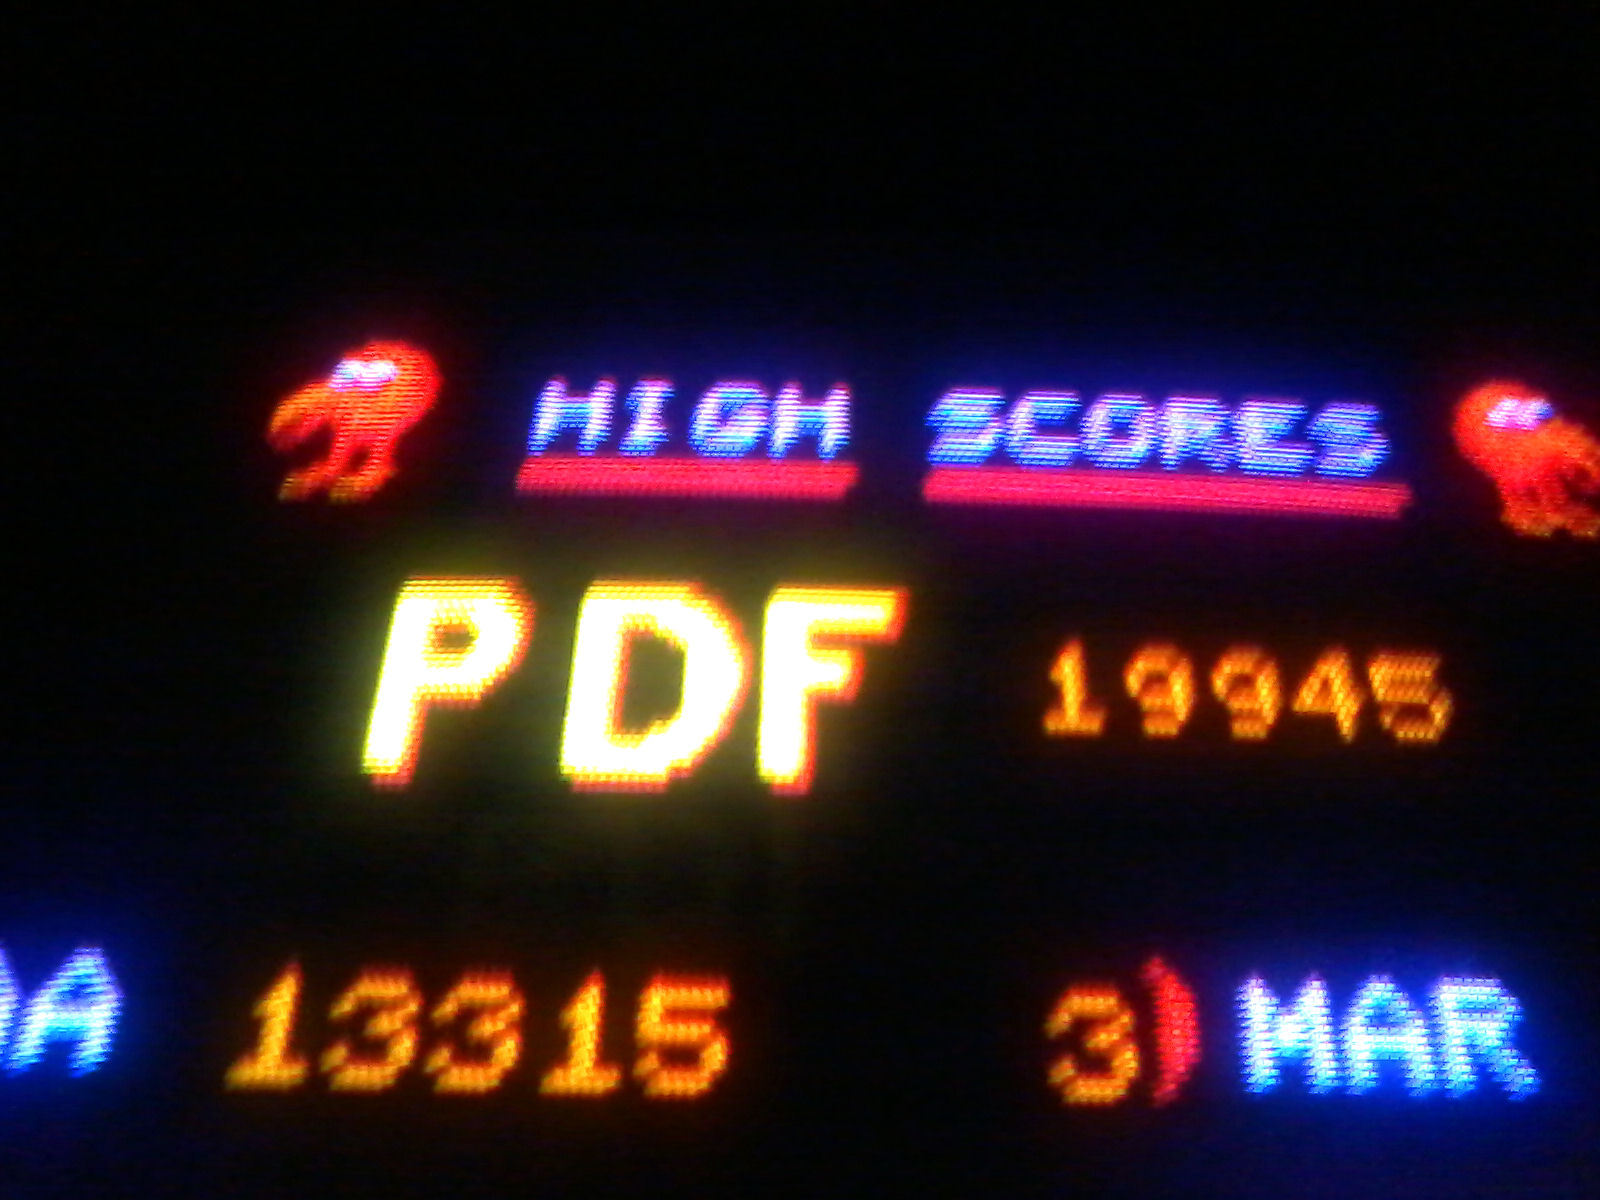 HIGH SCORES
PDF 19945
A 13315 3) MAR